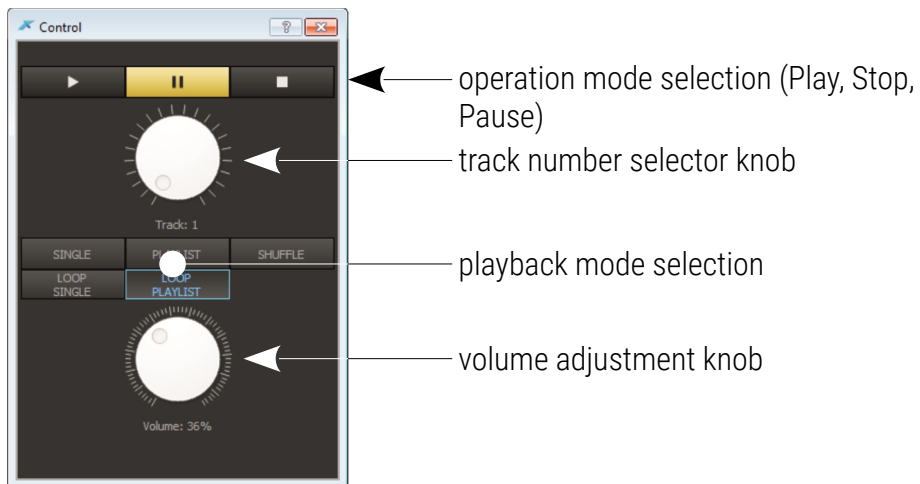 Control
operation mode selection (Play, Stop,
Pause)
track number selector knob
Track: 1
SINGLE
SHUFFLE
playback mode selection
LOOP
SINGLE
LOOP
PLAYLIST
volume adjustment knob
Volume: 36%